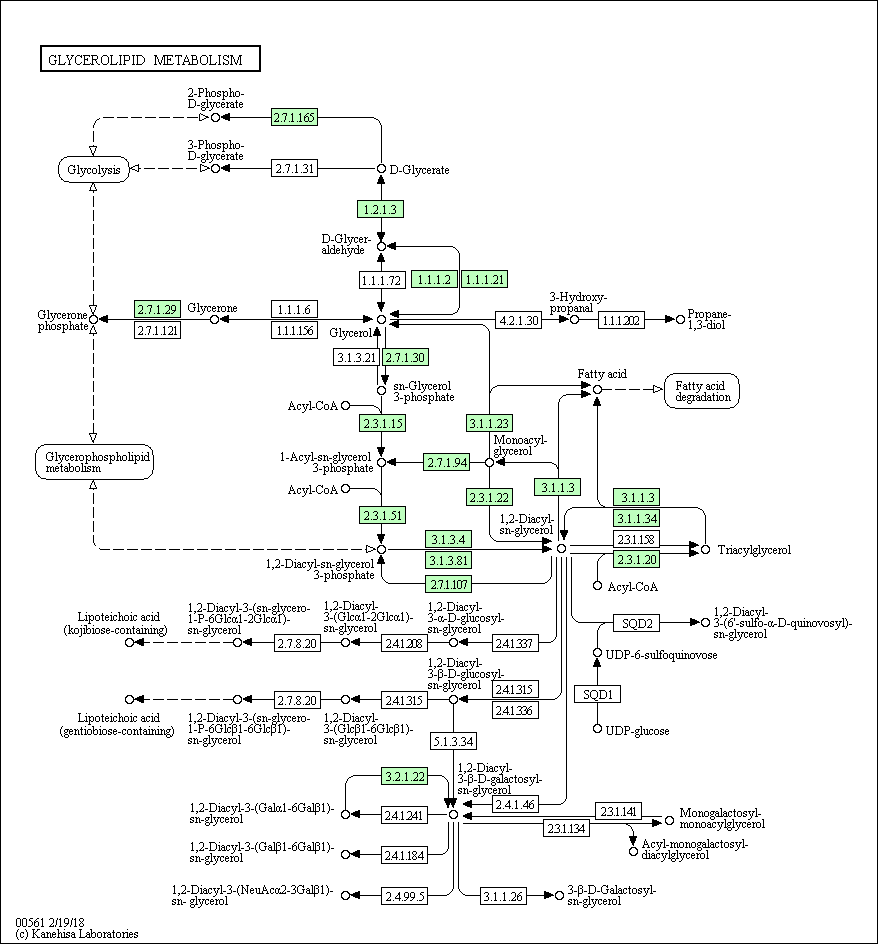 GLYCEROLIPID METABOLISM
2-Phospho-
D-glycerate
2.7.1.165
3-Phospho-
D-glycerate
Glycolysis
2.7.1.31
D-Glycerate
1.2.1.3
D-Glycer-
aldehyde
1.1.1.72
1.1.1.2
1.1.1.21
Glycerone
phosphate
2.7.1.29
2.7.1.121
Glycerone
1.1.1.6
1.1.1.156
Glycerol
4.2.1.30
3-Hydroxy-
propanal
1.1.1202
Propane-
1,3-diol
3.1.3.21
2.7.1.30
sn-Glycerol
3-phosphate
Fatty acid
Fatty acid
degradation
Acyl-CoA
2.3.1.15
3.1.1.23
Monoacyl-
glycerol
1-Acyl-sn-glycerol
3-phosphate
2.7.1.94
Glycerophospholipid
metabolism
Acyl-CoA
2.3.1.22
3.1.1.3
3.1.1.3
2.3.1.51
1,2-Diacyl-
sn-glycerol
3.1.1.34
3.1.3.4
2.3.1.158
Triacylglycerol
1,2-Diacyl-sn-glycerol
3-phosphate
3.1.3.81
2.3.1.20
2.7.1.107
Acyl-CoA
Lipoteichoic acid
(kojibiose-containing)
1,2-Diacyl-3-(sn-glycero-
1-P-6Glcα1-2Glcα1)-
sn-glycerol
2.7.8.20
1,2-Diacyl-
3-(Glcα1-2Glcα1)-
sn-glycerol
2.4.1208
1,2-Diacyl-
3-α-D-glucosyl-
sn-glycerol
2.4.1337
SQD2
1,2-Diacyl-
3-(6'-sulfo-α-D-quinovosyl)-
sn-glycerol
UDP-6-sulfoquinovose
1,2-Diacyl-
3-β-D-glucosyl-
sn-glycerol
2.4.1315
2.4.1336
SQD1
UDP-glucose
2.7.8.20
2.4.1315
Lipoteichoic acid
(gentiobiose-containing)
1,2-Diacyl-3-(sn-glycero-
1-P-6Glcβ1-6Glcβ1)-
sn-glycerol
1,2-Diacyl-
3-(Glcβ1-6Glcβ1)-
sn-glycerol
5.1.3.34
3.2.1.22
1,2-Diacyl-
3-β-D-galactosyl-
sn-glycerol
2.4.1.46
1,2-Diacyl-3-(Galα1-6Galβ1)-
sn-glycerol
2.4.1241
2.3.1.141
2.3.1.134
Monogalactosyl-
monoacylglycerol
Acyl-monogalactosyl-
diacylglycerol
1,2-Diacyl-3-(Galβ1-6Galβ1)-
sn-glycerol
2.4.1.184
1,2-Diacyl-3-(NeuAcα2-3Galβ1)-
sn- glycerol
2.4.99.5
3.1.1.26
3-β-D-Galactosyl-
sn-glycerol
00561 2/19/18
(c) Kanehisa Laboratories